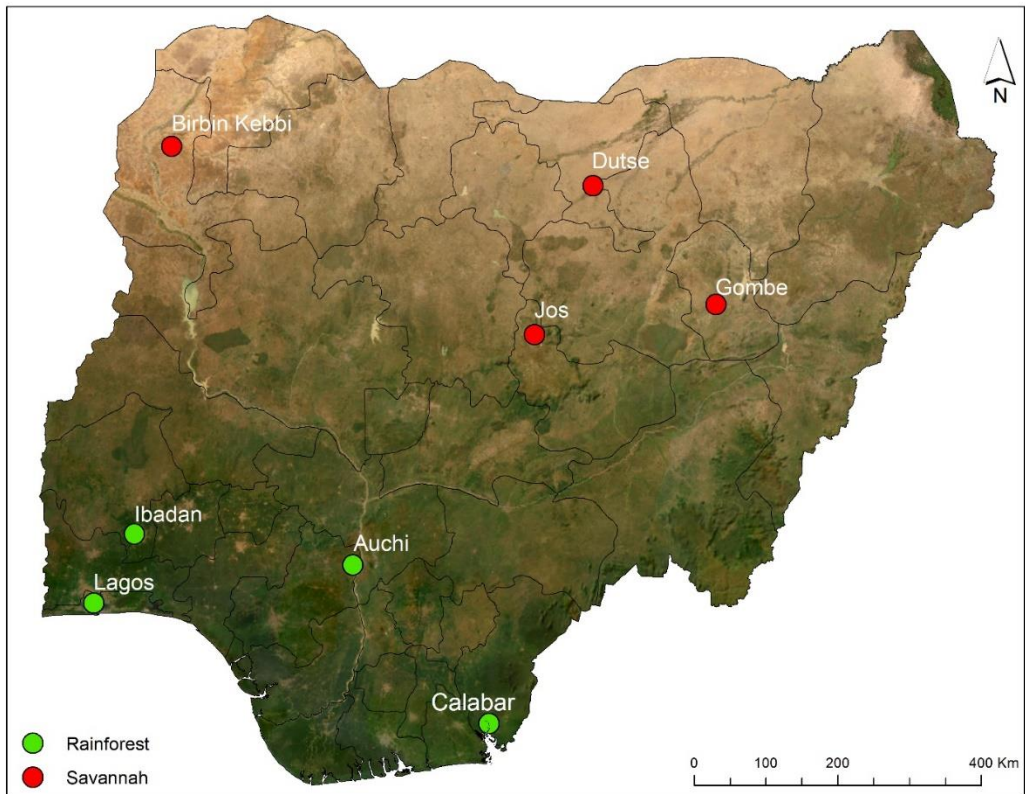 N
Birbin Kebbi
Dutse
Gombe
Jos
Ibadan
Auchi
Lagos
Calabar
Rainforest
Savannah
0 100 200 400 Km